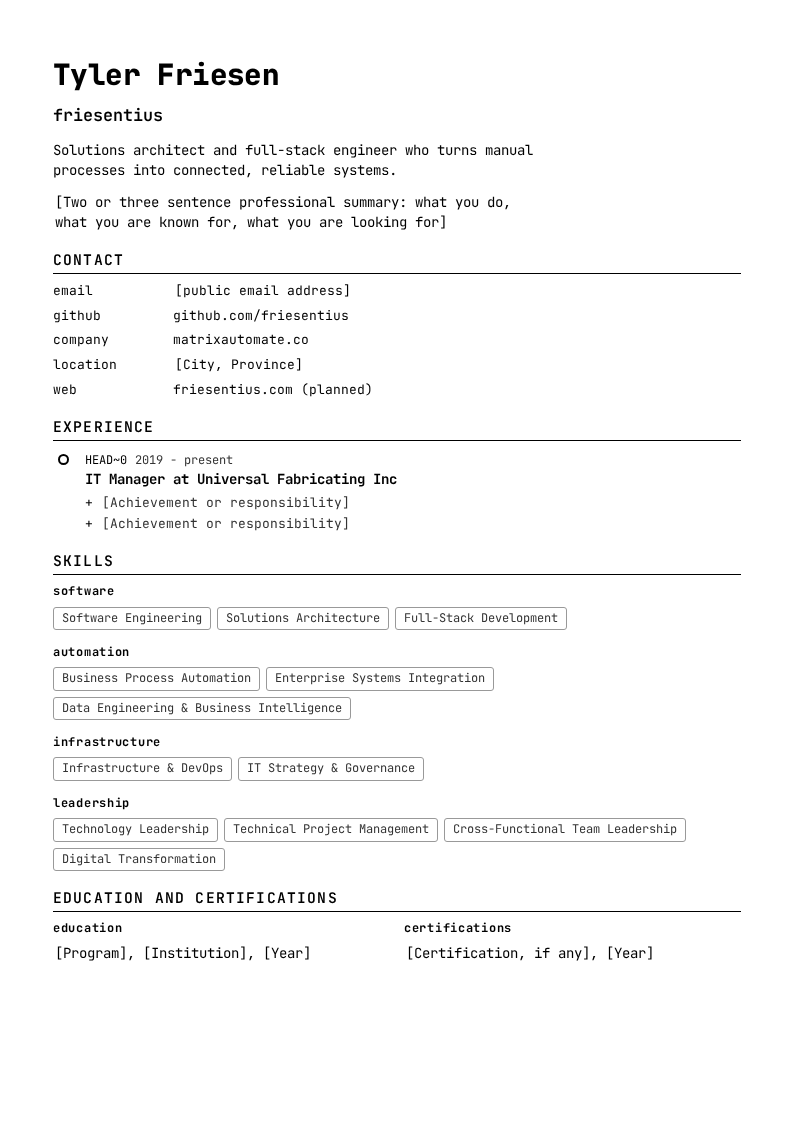 Tyler Friesen
friesentius
Solutions architect and full-stack engineer who turns manual
processes into connected, reliable systems.
[Two or three sentence professional summary: what you do,
what you are known for, what you are looking for]
CONTACT
email [public email address]
github github.com/friesentius
company matrixautomate.co
location [City, Province]
web friesentius.com (planned)
EXPERIENCE
HEAD~0 2019 - present
IT Manager at Universal Fabricating Inc
+ [Achievement or responsibility]
+ [Achievement or responsibility]
SKILLS
software
Software Engineering Solutions Architecture Full-Stack Development
automation
Business Process Automation Enterprise Systems Integration
Data Engineering & Business Intelligence
infrastructure
Infrastructure & DevOps IT Strategy & Governance
leadership
Technology Leadership Technical Project Management Cross-Functional Team Leadership
Digital Transformation
EDUCATION AND CERTIFICATIONS
education certifications
[Program], [Institution], [Year] [Certification, if any], [Year]